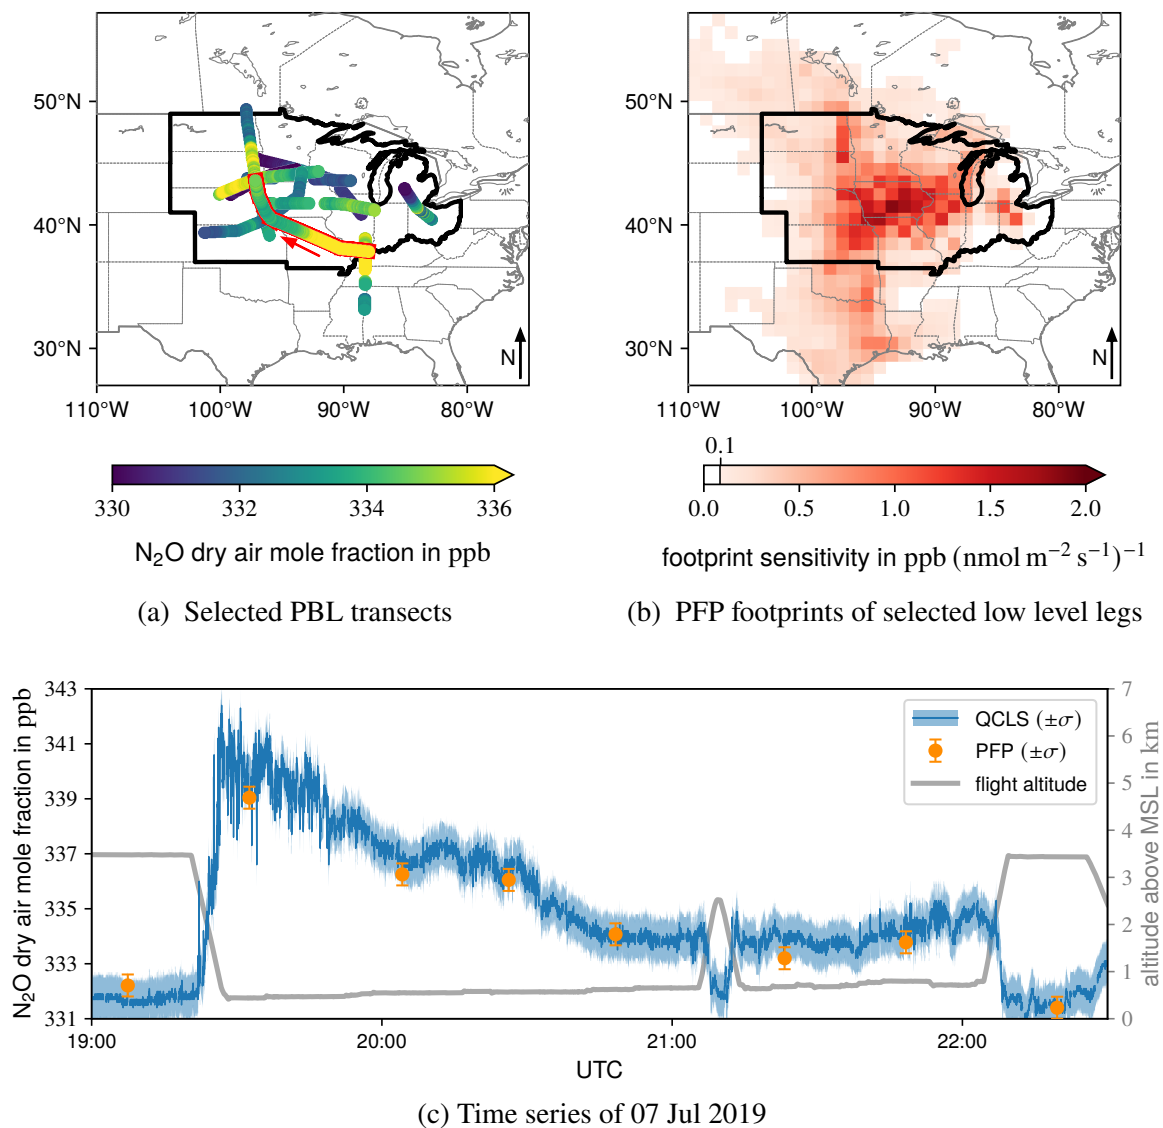 50°N
40°N
30°N
110°W 100°W 90°W 80°W
N
330 332 334 336
N₂O dry air mole fraction in ppb
(a) Selected PBL transects
50°N
40°N
30°N
110°W 100°W 90°W 80°W
N
0.1
0.0 0.5 1.0 1.5 2.0
footprint sensitivity in ppb (nmol m⁻² s⁻¹)⁻¹
(b) PFP footprints of selected low level legs
N₂O dry air mole fraction in ppb
343
341
339
337
335
333
331
QCLS (±σ)
PFP (±σ)
flight altitude
7
6
5
4
3
2
1
0
altitude above MSL in km
19:00 20:00 21:00 22:00
UTC
(c) Time series of 07 Jul 2019